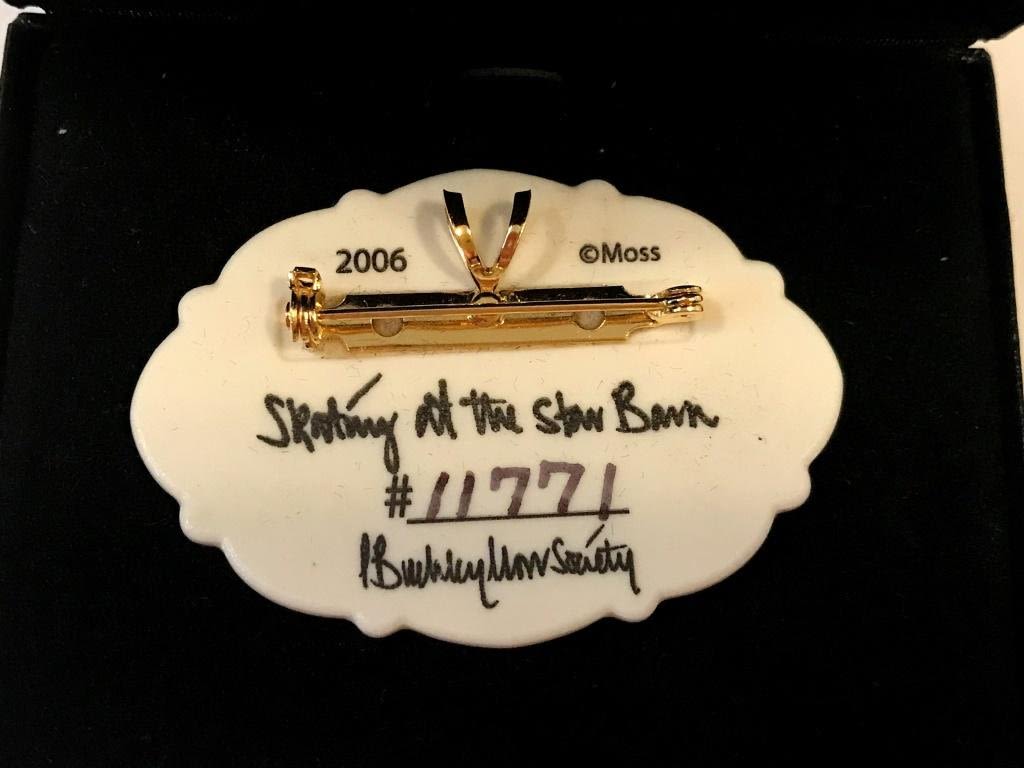 2006 ©Moss
Skating at the Star Barn
#11771
P Buckley Moss Society